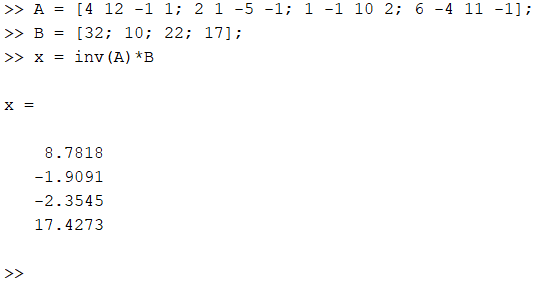 >> A = [4 12 -1 1; 2 1 -5 -1; 1 -1 10 2; 6 -4 11 -1];
>> B = [32; 10; 22; 17];
>> x = inv(A)*B
x =
8.7818
-1.9091
-2.3545
17.4273
>>